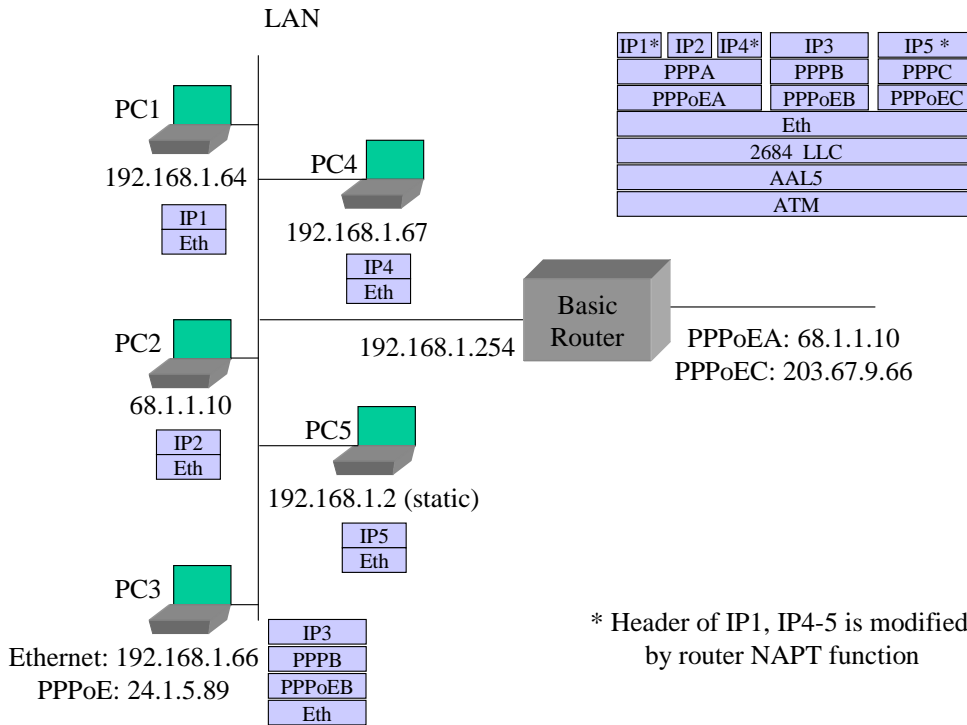 LAN
IP1* IP2 IP4* IP3 IP5 *
PPPA PPPB PPPC
PPPoEA PPPoEB PPPoEC
Eth
2684 LLC
AAL5
ATM
PC1
192.168.1.64
IP1
Eth
PC4
192.168.1.67
IP4
Eth
Basic
Router
192.168.1.254
PPPoEA: 68.1.1.10
PPPoEC: 203.67.9.66
PC2
68.1.1.10
IP2
Eth
PC5
192.168.1.2 (static)
IP5
Eth
PC3
Ethernet: 192.168.1.66
PPPoE: 24.1.5.89
IP3
PPPB
PPPoEB
Eth
* Header of IP1, IP4-5 is modified
by router NAPT function